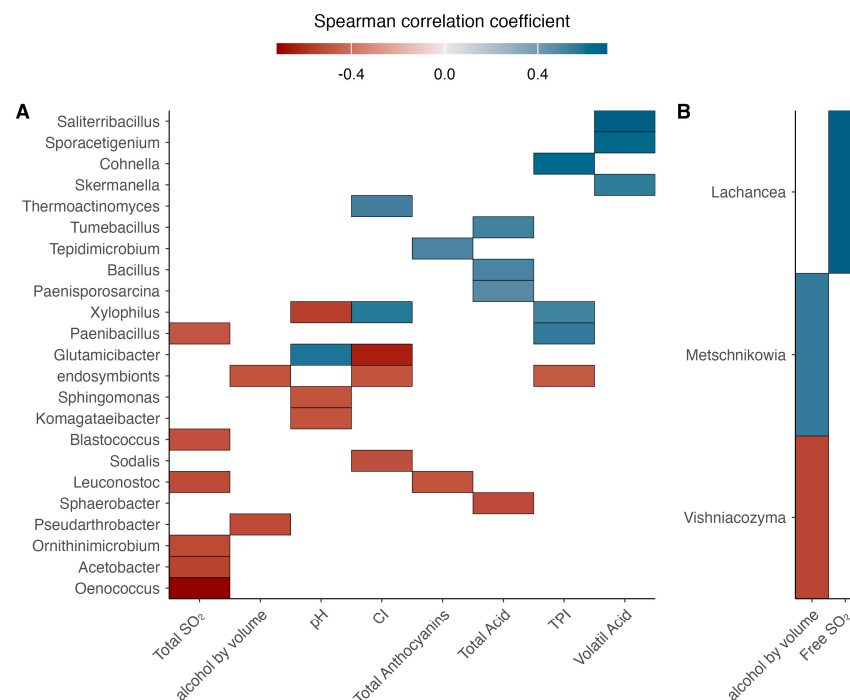 Spearman correlation coefficient
-0.4 0.0 0.4
A
Saliterribacillus
Sporacetigenium
Cohnella
Skermanella
Thermoactinomyces
Tumebacillus
Tepidimicrobium
Bacillus
Paenisporosarcina
Xylophilus
Paenibacillus
Glutamicibacter
endosymbionts
Sphingomonas
Komagataeibacter
Blastococcus
Sodalis
Leuconostoc
Sphaerobacter
Pseudarthrobacter
Ornithinimicrobium
Acetobacter
Oenococcus
Total SO₂
alcohol by volume
pH
CI
Total Anthocyanins
Total Acid
TPI
Volatil Acid
B
Lachancea
Metschnikowia
Vishniacozyma
alcohol by volume
Free SO₂